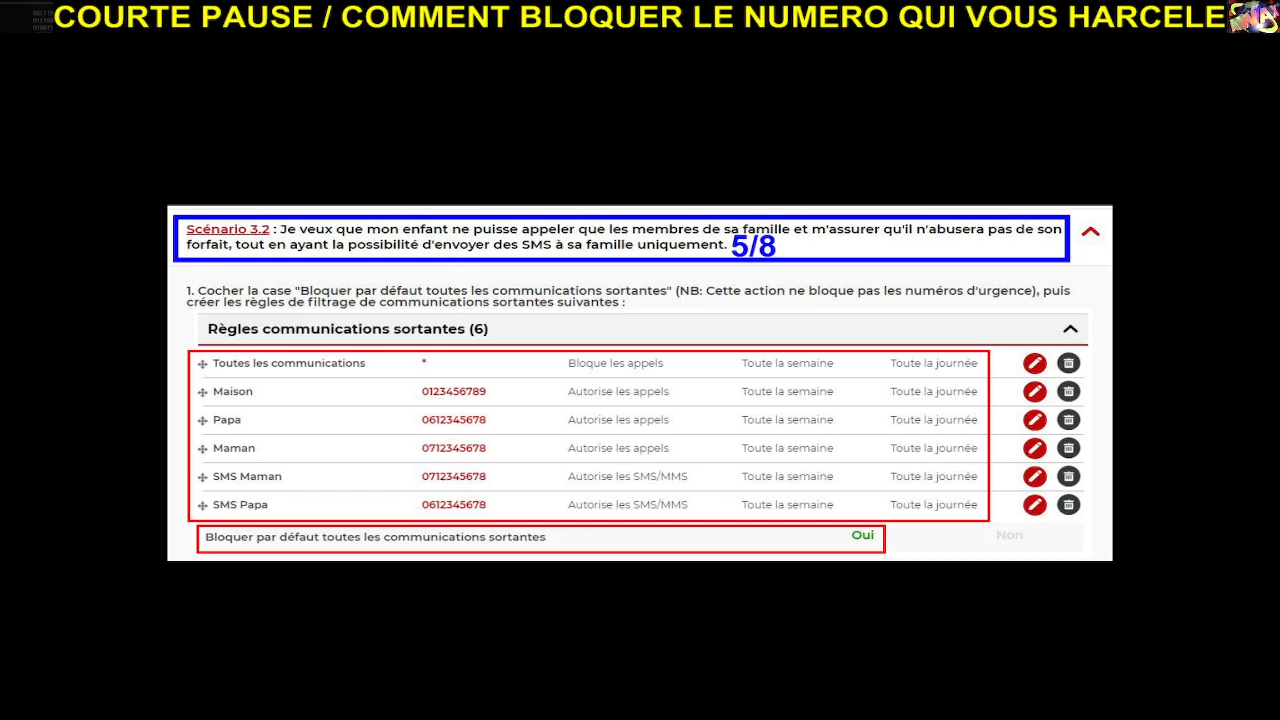 COURTE PAUSE / COMMENT BLOQUER LE NUMERO QUI VOUS HARCELE
Scénario 3.2 : Je veux que mon enfant ne puisse appeler que les membres de sa famille et m'assurer qu'il n'abusera pas de son
forfait, tout en ayant la possibilité d'envoyer des SMS à sa famille uniquement. 5/8
1. Cocher la case "Bloquer par défaut toutes les communications sortantes" (NB: Cette action ne bloque pas les numéros d'urgence), puis
créer les règles de filtrage de communications sortantes suivantes :
Règles communications sortantes (6)
Toutes les communications * Bloque les appels Toute la semaine Toute la journée
Maison 0123456789 Autorise les appels Toute la semaine Toute la journée
Papa 0612345678 Autorise les appels Toute la semaine Toute la journée
Maman 0712345678 Autorise les appels Toute la semaine Toute la journée
SMS Maman 0712345678 Autorise les SMS/MMS Toute la semaine Toute la journée
SMS Papa 0612345678 Autorise les SMS/MMS Toute la semaine Toute la journée
Bloquer par défaut toutes les communications sortantes Oui Non